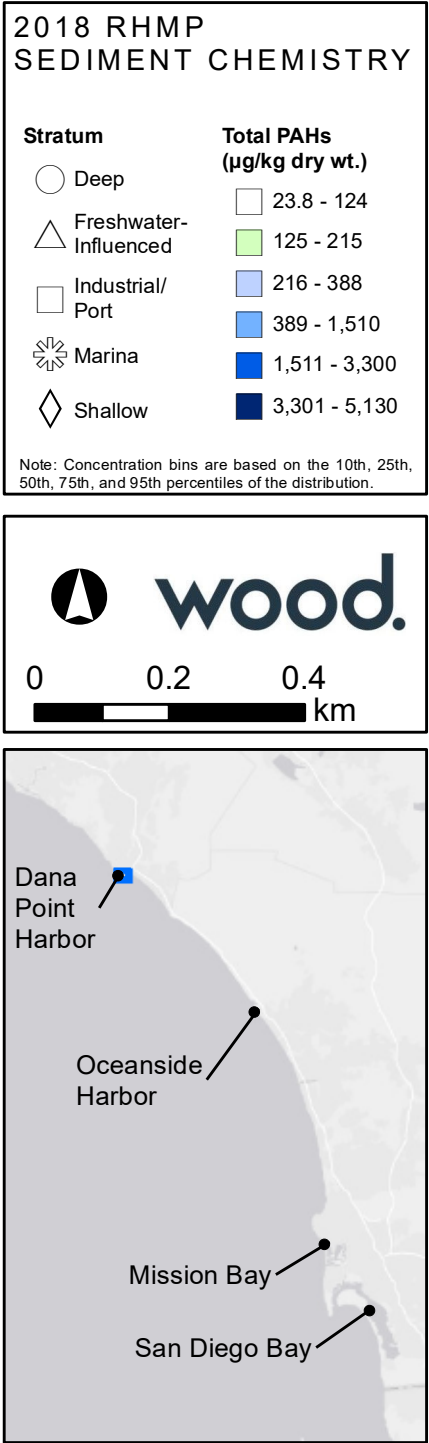 2018 RHMP
SEDIMENT CHEMISTRY
Stratum
Deep
Freshwater-
Influenced
Industrial/
Port
Marina
Shallow
Total PAHs
(µg/kg dry wt.)
23.8 - 124
125 - 215
216 - 388
389 - 1,510
1,511 - 3,300
3,301 - 5,130
Note: Concentration bins are based on the 10th, 25th,
50th, 75th, and 95th percentiles of the distribution.
wood.
0 0.2 0.4
km
Dana
Point
Harbor
Oceanside
Harbor
Mission Bay
San Diego Bay